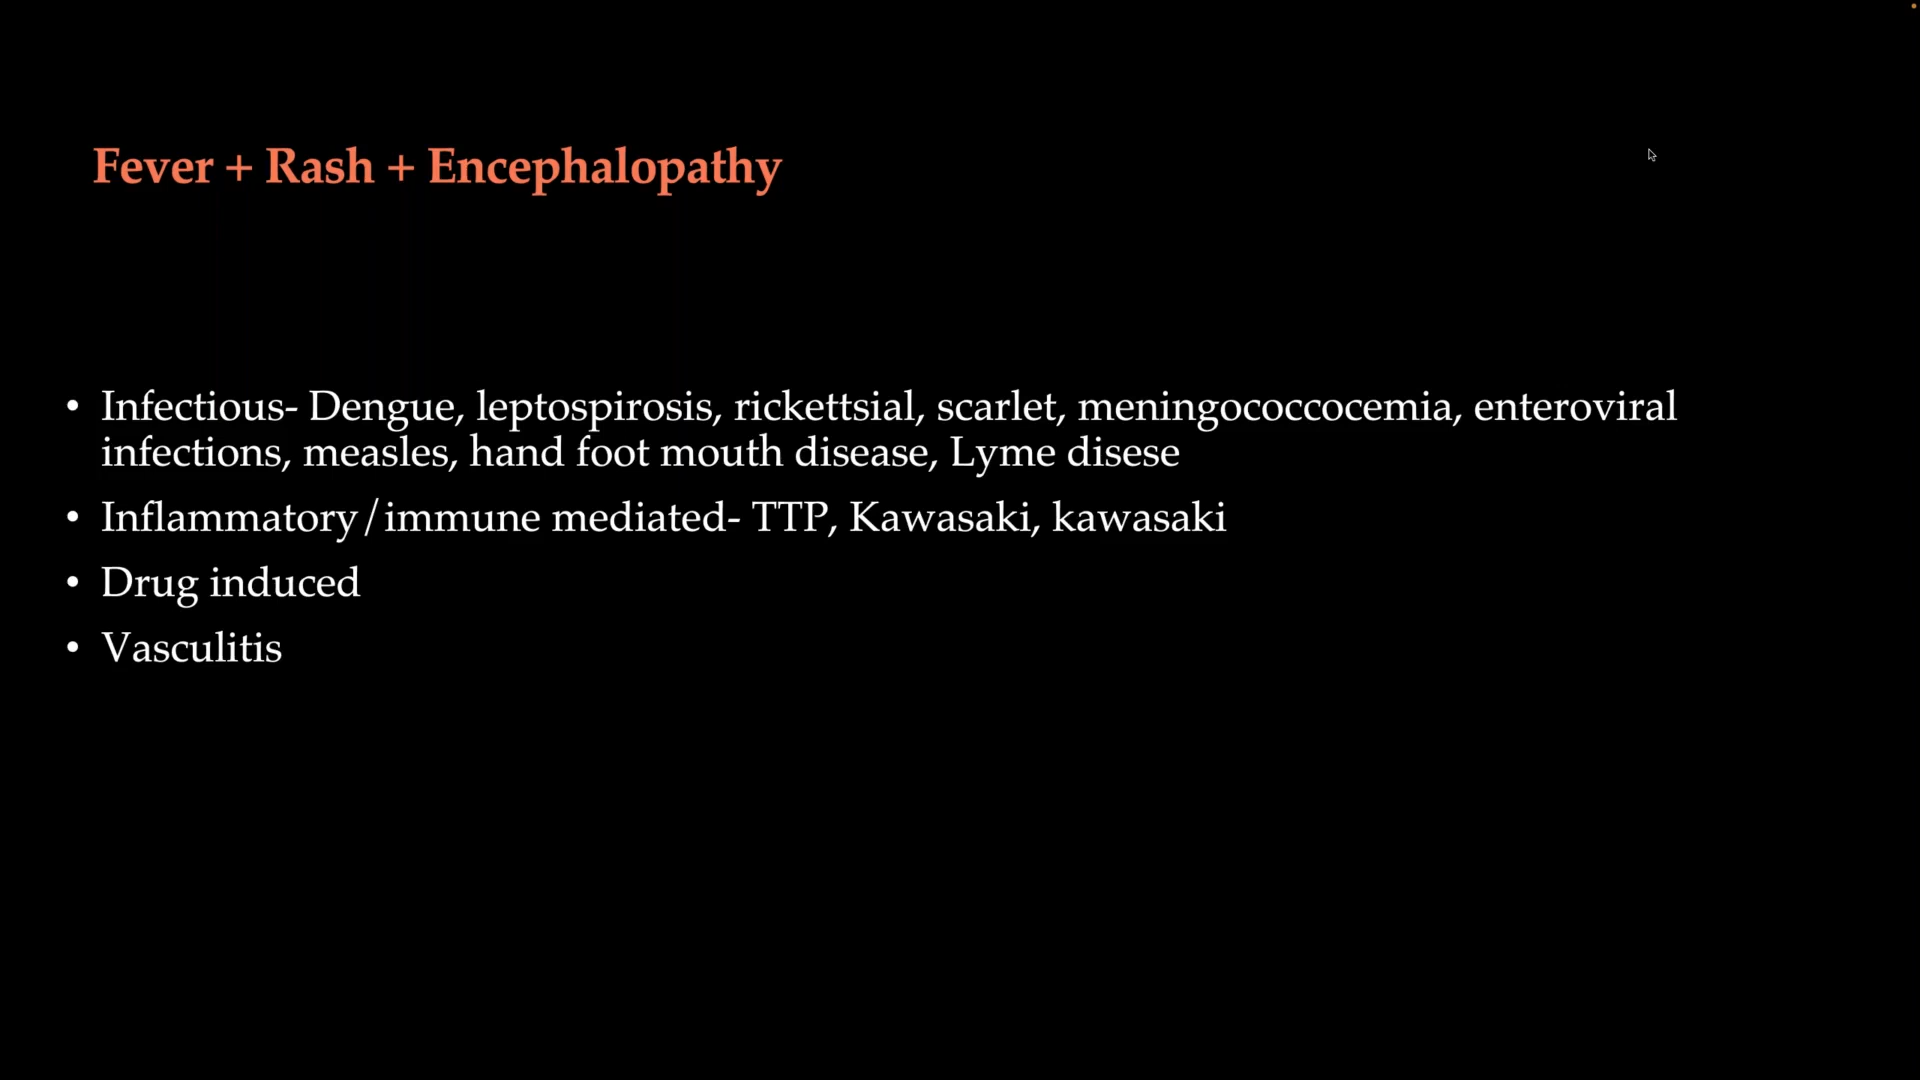 Fever + Rash + Encephalopathy
• Infectious- Dengue, leptospirosis, rickettsial, scarlet, meningococcocemia, enteroviral
infections, measles, hand foot mouth disease, Lyme disese
• Inflammatory/immune mediated- TTP, Kawasaki, kawasaki
• Drug induced
• Vasculitis